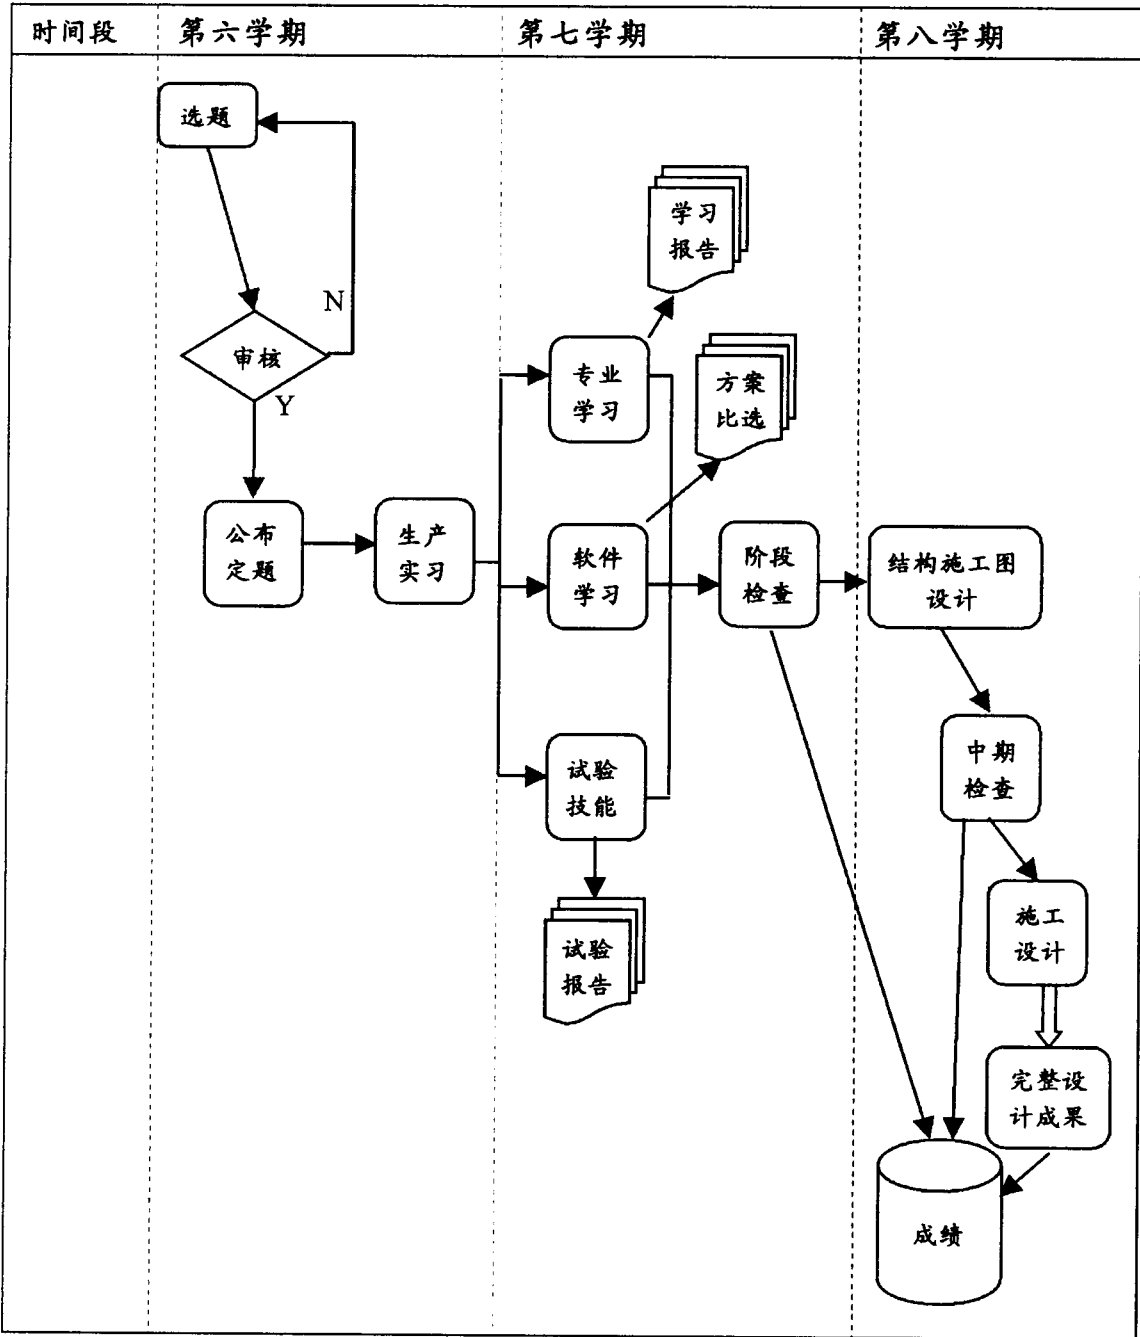 时间段
第六学期
第七学期
第八学期
选题
N
审核
Y
公布
定题
生产
实习
学习
报告
专业
学习
方案
比选
软件
学习
阶段
检查
试验
技能
试验
报告
结构施工图
设计
中期
检查
施工
设计
完整设
计成果
成绩